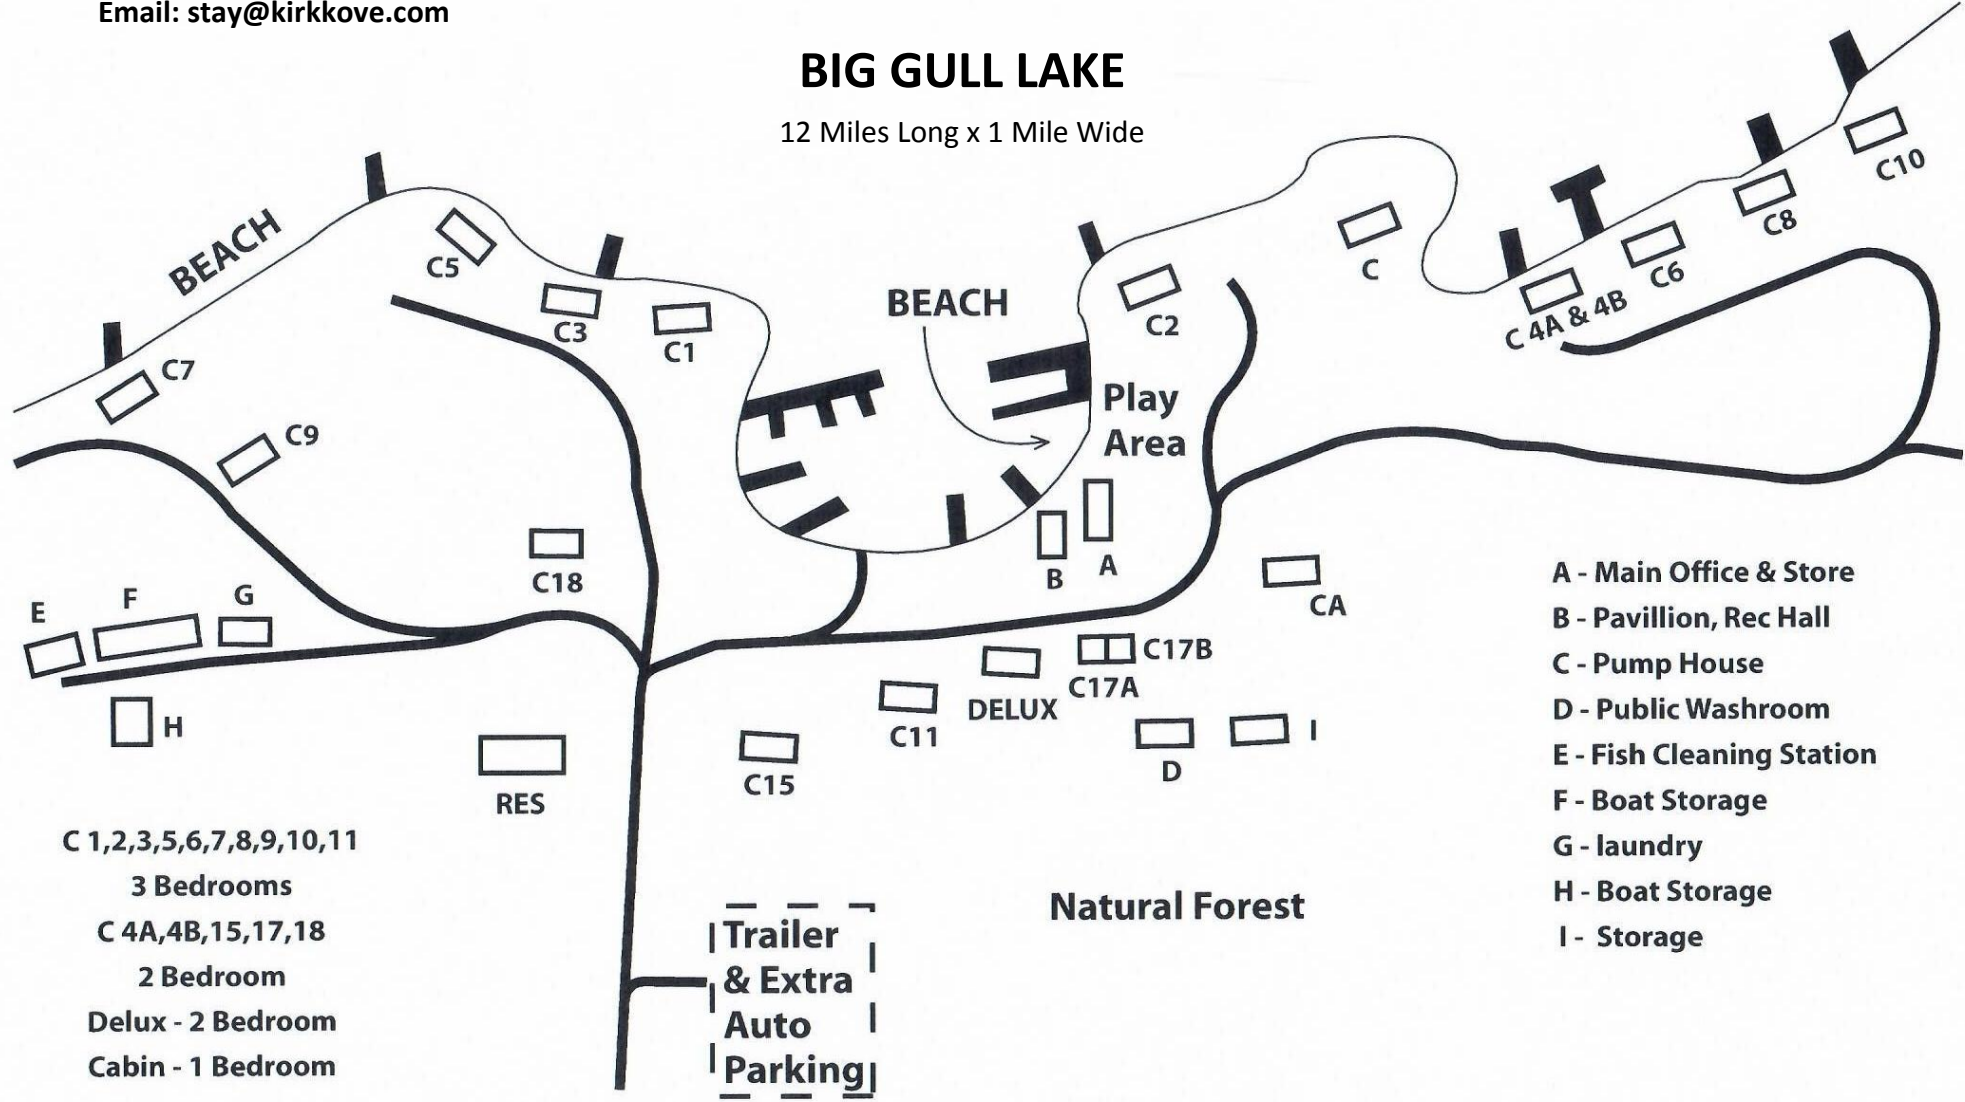 Email: stay@kirkkove.com
BIG GULL LAKE
12 Miles Long x 1 Mile Wide
BEACH
C5
C3
C1
C7
C9
BEACH
C2
C
C 4A & 4B
C6
C8
C10
Play
Area
C18
B
A
CA
E
F
G
H
RES
C15
C11
DELUX
C17A
C17B
D
I
A - Main Office & Store
B - Pavillion, Rec Hall
C - Pump House
D - Public Washroom
E - Fish Cleaning Station
F - Boat Storage
G - laundry
H - Boat Storage
I - Storage
C 1,2,3,5,6,7,8,9,10,11
3 Bedrooms
C 4A,4B,15,17,18
2 Bedroom
Delux - 2 Bedroom
Cabin - 1 Bedroom
Trailer
& Extra
Auto
Parking
Natural Forest